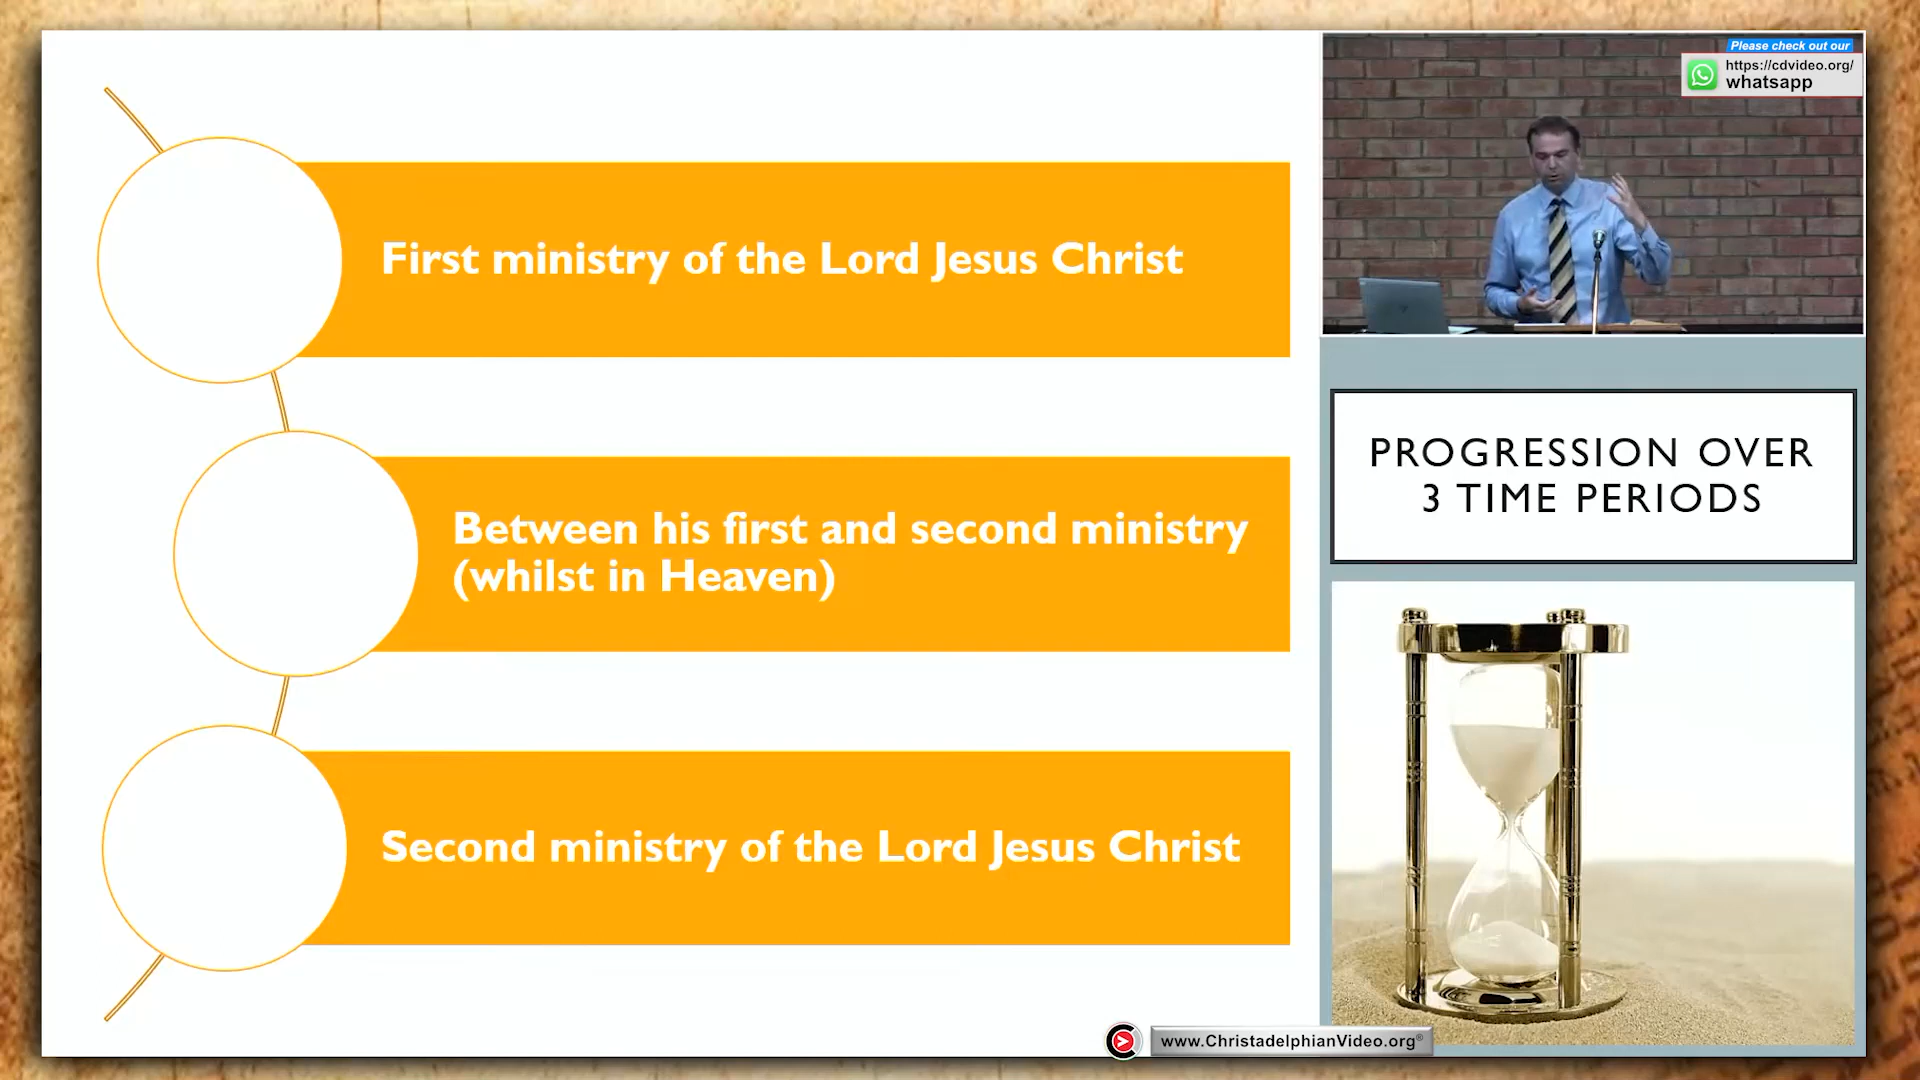 First ministry of the Lord Jesus Christ
Between his first and second ministry
(whilst in Heaven)
Second ministry of the Lord Jesus Christ
Please check out our
https://cdvideo.org/
whatsapp
PROGRESSION OVER
3 TIME PERIODS
www.ChristadelphianVideo.org®